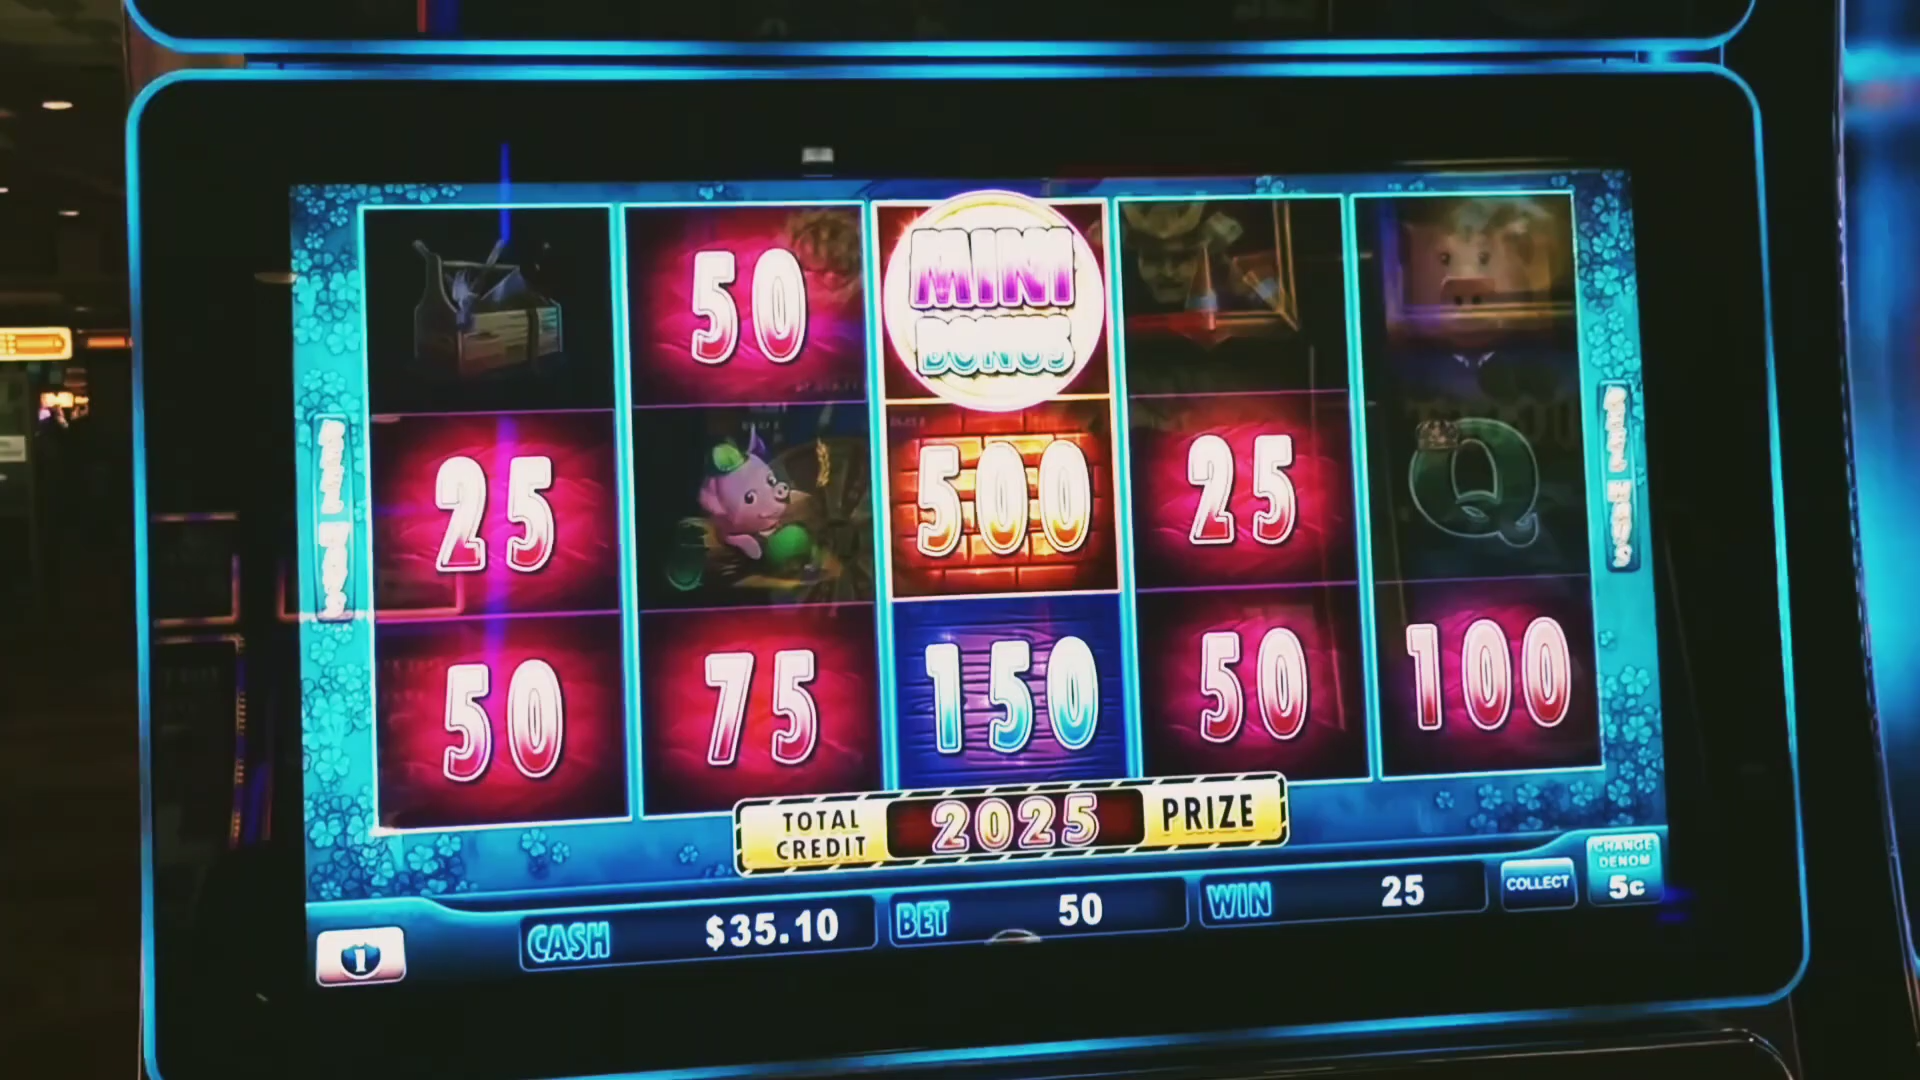 50
MINI
BONUS
25
500
25
Q
50
75
150
50
100
TOTAL
CREDIT
2025
PRIZE
CASH
$35.10
BET
50
WIN
25
COLLECT
CHANGE
DENOM
5c
I